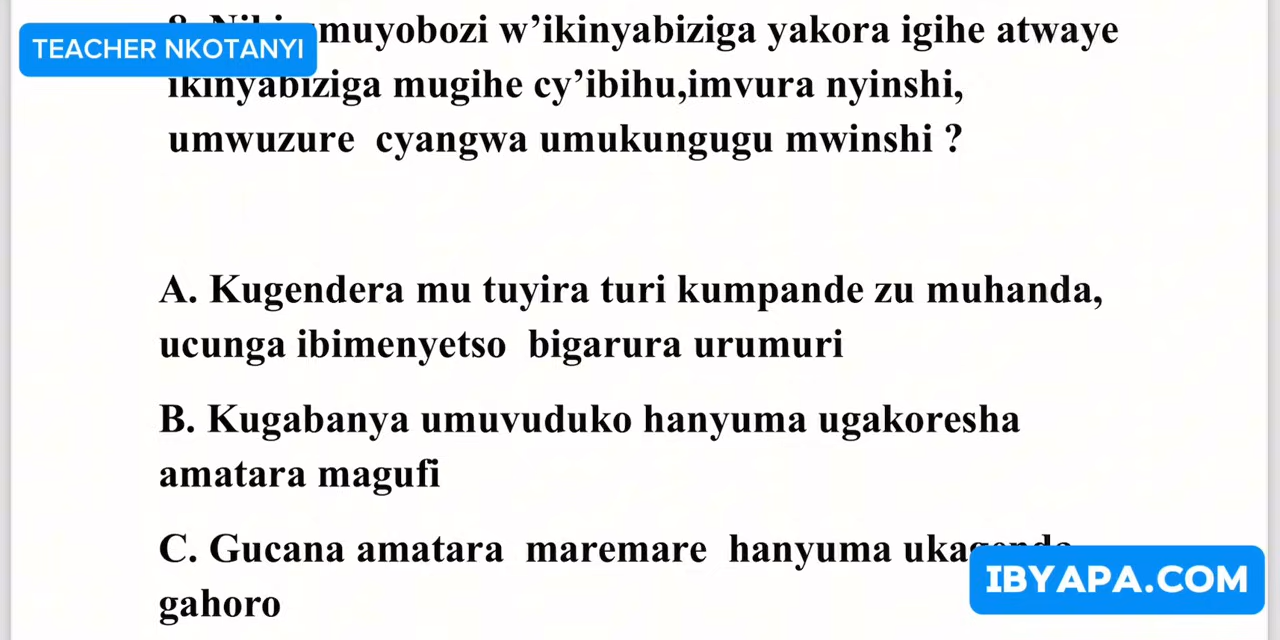 TEACHER NKOTANYI
muyobozi w’ikinyabiziga yakora igihe atwaye
ikinyabiziga mugihe cy’ibihu,imvura nyinshi,
umwuzure cyangwa umukungugu mwinshi ?
A. Kugendera mu tuyira turi kumpande zu muhanda,
ucunga ibimenyetso bigarura urumuri
B. Kugabanya umuvuduko hanyuma ugakoresha
amatara magufi
C. Gucana amatara maremare hanyuma ukagenda
gahoro
IBYAPA.COM